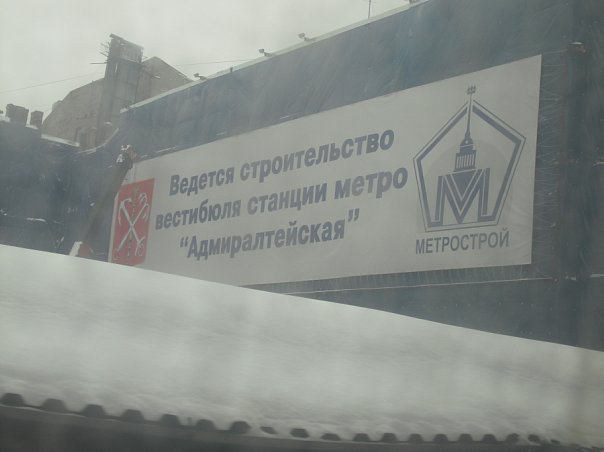 Ведется строительство
вестибюля станции метро
“Адмиралтейская”
М
МЕТРОСТРОЙ